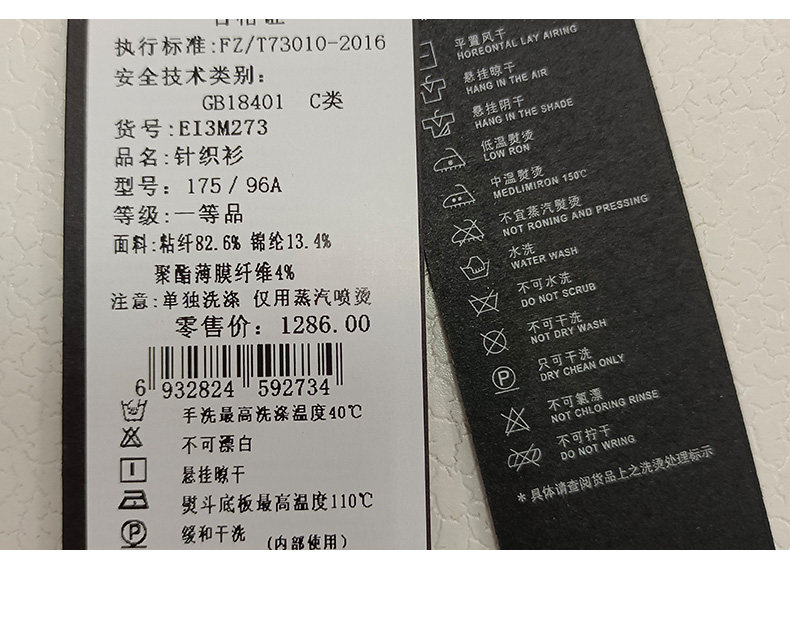 合格证
执行标准:FZ/T73010-2016
安全技术类别:
GB18401 C类
货号:EI3M273
品名:针织衫
型号: 175/96A
等级:一等品
面料:粘纤82.6% 锦纶13.4%
聚酯薄膜纤维4%
注意:单独洗涤 仅用蒸汽喷烫
零售价: 1286.00
6 932824 592734
手洗最高洗涤温度40℃
不可漂白
悬挂晾干
熨斗底板最高温度110℃
缓和干洗 (内部使用)
平置风干
HOREONTAL LAY AIRING
悬挂晾干
HANG IN THE AIR
悬挂阴干
HANG IN THE SHADE
低温熨烫
LOW RON
中温熨烫
MEDLIMIRON 150℃
不宜蒸汽熨烫
NOT RONING AND PRESSING
水洗
WATER WASH
不可水洗
DO NOT SCRUB
不可干洗
NOT DRY WASH
只可干洗
DRY CHEAN ONLY
不可氯漂
NOT CHLORING RINSE
不可拧干
DO NOT WRING
*具体请查阅货品上之洗烫处理标示